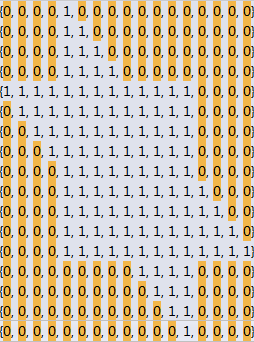 {0, 0, 0, 0, 1, 0, 0, 0, 0, 0, 0, 0, 0, 0, 0, 0, 0}
{0, 0, 0, 0, 1, 1, 0, 0, 0, 0, 0, 0, 0, 0, 0, 0, 0}
{0, 0, 0, 0, 1, 1, 1, 0, 0, 0, 0, 0, 0, 0, 0, 0, 0}
{0, 0, 0, 0, 1, 1, 1, 1, 0, 0, 0, 0, 0, 0, 0, 0, 0}
{1, 1, 1, 1, 1, 1, 1, 1, 1, 1, 1, 1, 1, 0, 0, 0, 0}
{0, 1, 1, 1, 1, 1, 1, 1, 1, 1, 1, 1, 1, 0, 0, 0, 0}
{0, 0, 1, 1, 1, 1, 1, 1, 1, 1, 1, 1, 1, 0, 0, 0, 0}
{0, 0, 0, 1, 1, 1, 1, 1, 1, 1, 1, 1, 1, 0, 0, 0, 0}
{0, 0, 0, 0, 1, 1, 1, 1, 1, 1, 1, 1, 1, 0, 0, 0, 0}
{0, 0, 0, 0, 1, 1, 1, 1, 1, 1, 1, 1, 1, 1, 0, 0, 0}
{0, 0, 0, 0, 1, 1, 1, 1, 1, 1, 1, 1, 1, 1, 1, 0, 0}
{0, 0, 0, 0, 1, 1, 1, 1, 1, 1, 1, 1, 1, 1, 1, 1, 0}
{0, 0, 0, 0, 1, 1, 1, 1, 1, 1, 1, 1, 1, 1, 1, 1, 1}
{0, 0, 0, 0, 0, 0, 0, 0, 0, 1, 1, 1, 1, 0, 0, 0, 0}
{0, 0, 0, 0, 0, 0, 0, 0, 0, 0, 1, 1, 1, 0, 0, 0, 0}
{0, 0, 0, 0, 0, 0, 0, 0, 0, 0, 0, 1, 1, 0, 0, 0, 0}
{0, 0, 0, 0, 0, 0, 0, 0, 0, 0, 0, 0, 1, 0, 0, 0, 0}